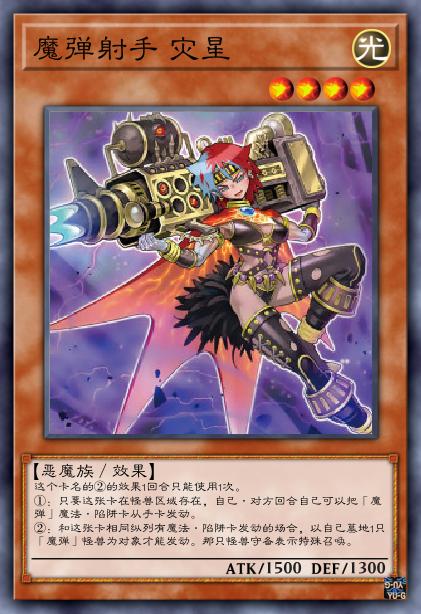 魔弹射手 灾星
光
【恶魔族／效果】
这个卡名的②的效果1回合只能使用1次。
①：只要这张卡在怪兽区域存在，自己·对方回合自己可以把「魔
弹」魔法·陷阱卡从手卡发动。
②：和这张卡相同纵列有魔法·陷阱卡发动的场合，以自己墓地1只
「魔弹」怪兽为对象才能发动。那只怪兽守备表示特殊召唤。
ATK/1500 DEF/1300